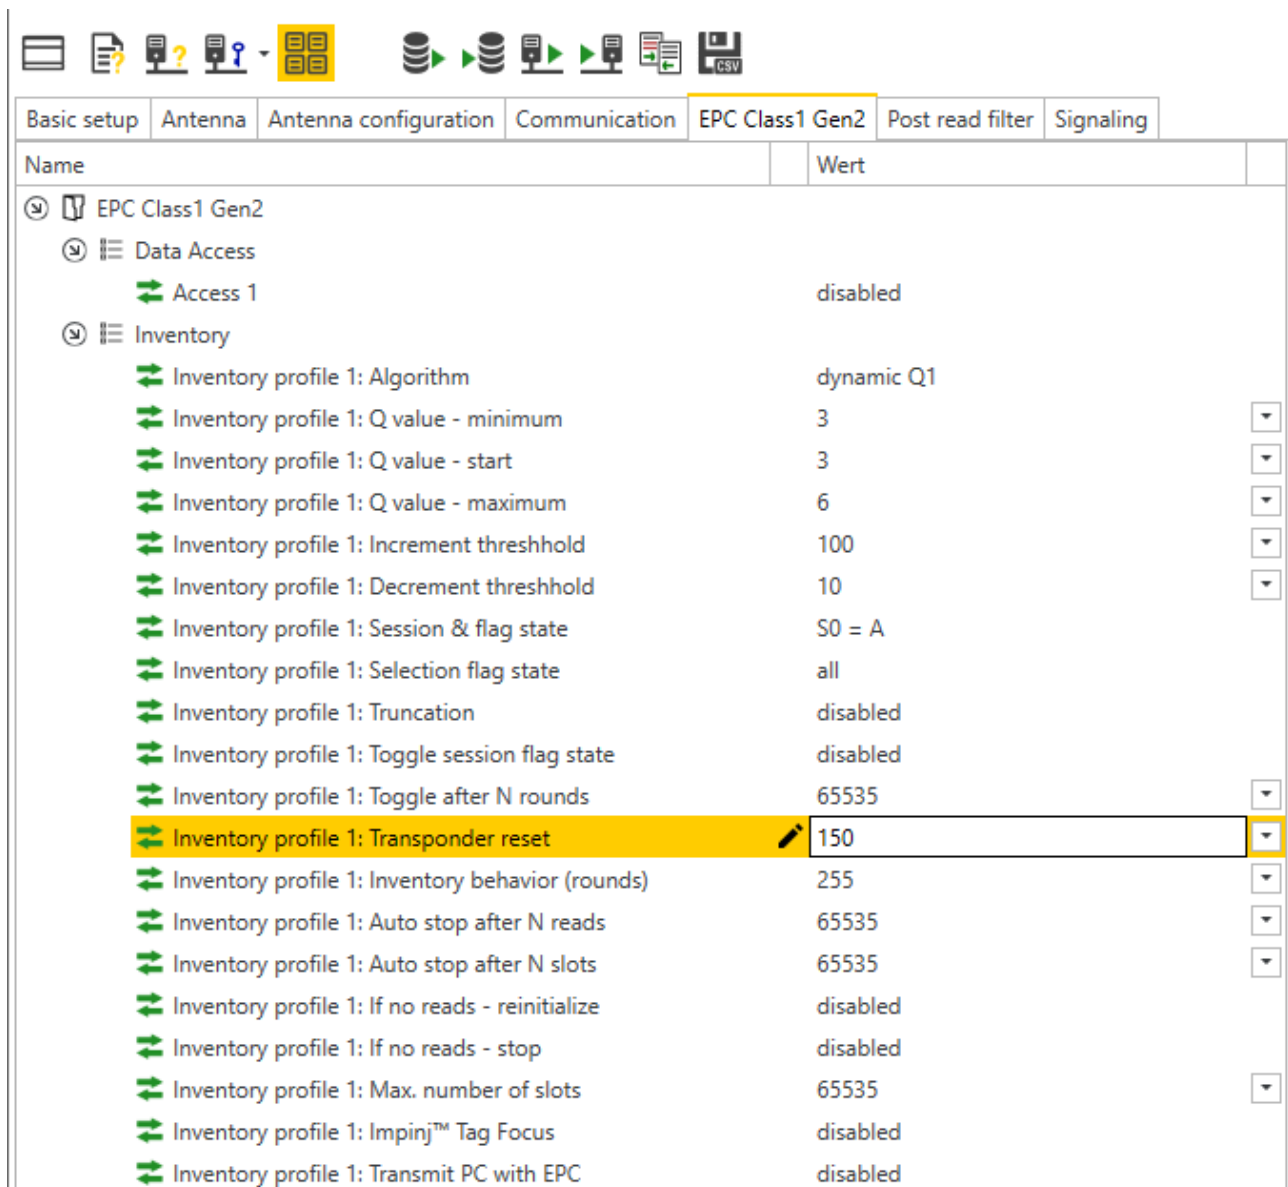 CSV
Basic setup Antenna Antenna configuration Communication EPC Class1 Gen2 Post read filter Signaling
Name Wert
EPC Class1 Gen2
Data Access
Access 1 disabled
Inventory
Inventory profile 1: Algorithm dynamic Q1
Inventory profile 1: Q value - minimum 3
Inventory profile 1: Q value - start 3
Inventory profile 1: Q value - maximum 6
Inventory profile 1: Increment threshhold 100
Inventory profile 1: Decrement threshhold 10
Inventory profile 1: Session & flag state S0 = A
Inventory profile 1: Selection flag state all
Inventory profile 1: Truncation disabled
Inventory profile 1: Toggle session flag state disabled
Inventory profile 1: Toggle after N rounds 65535
Inventory profile 1: Transponder reset 150
Inventory profile 1: Inventory behavior (rounds) 255
Inventory profile 1: Auto stop after N reads 65535
Inventory profile 1: Auto stop after N slots 65535
Inventory profile 1: If no reads - reinitialize disabled
Inventory profile 1: If no reads - stop disabled
Inventory profile 1: Max. number of slots 65535
Inventory profile 1: Impinj™ Tag Focus disabled
Inventory profile 1: Transmit PC with EPC disabled